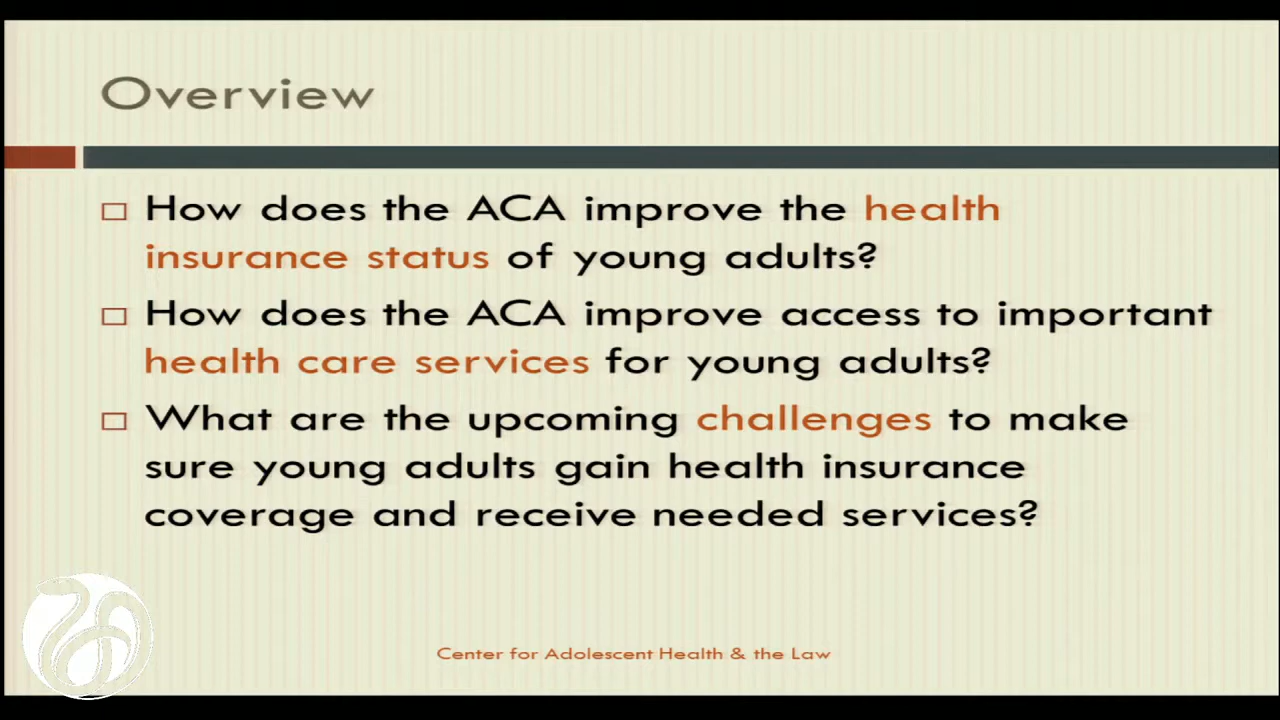 Overview
How does the ACA improve the health
insurance status of young adults?
How does the ACA improve access to important
health care services for young adults?
What are the upcoming challenges to make
sure young adults gain health insurance
coverage and receive needed services?
Center for Adolescent Health & the Law